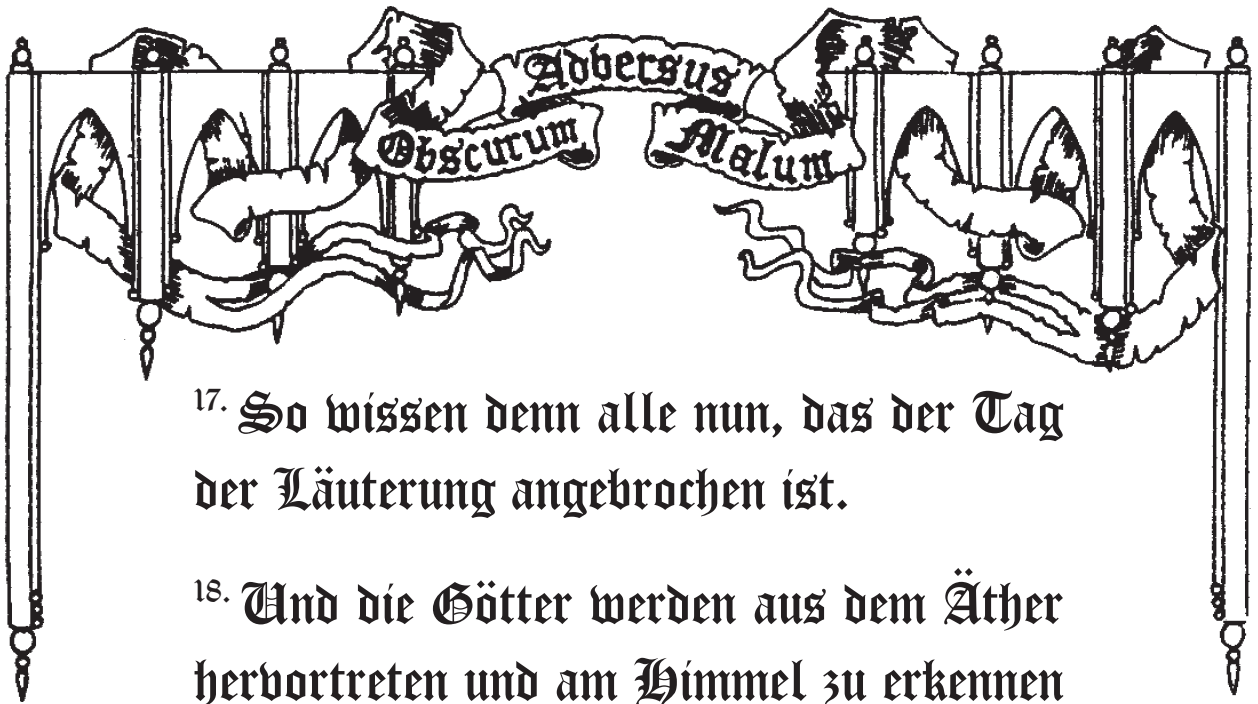 Adversus
Obscurum Malum
17. So wissen denn alle nun, das der Tag
der Läuterung angebrochen ist.
18. Und die Götter werden aus dem Äther
hervortreten und am Himmel zu erkennen